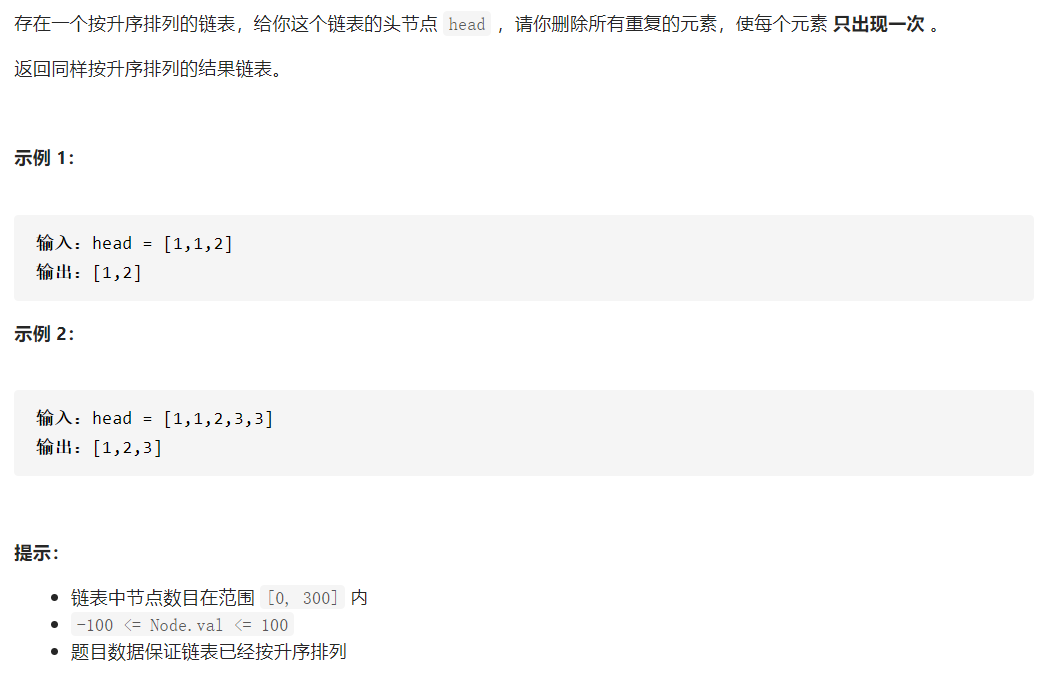 存在一个按升序排列的链表，给你这个链表的头节点 head ，请你删除所有重复的元素，使每个元素 只出现一次 。
返回同样按升序排列的结果链表。
示例 1：
输入：head = [1,1,2]
输出：[1,2]
示例 2：
输入：head = [1,1,2,3,3]
输出：[1,2,3]
提示：
链表中节点数目在范围 [0, 300] 内
-100 <= Node.val <= 100
题目数据保证链表已经按升序排列